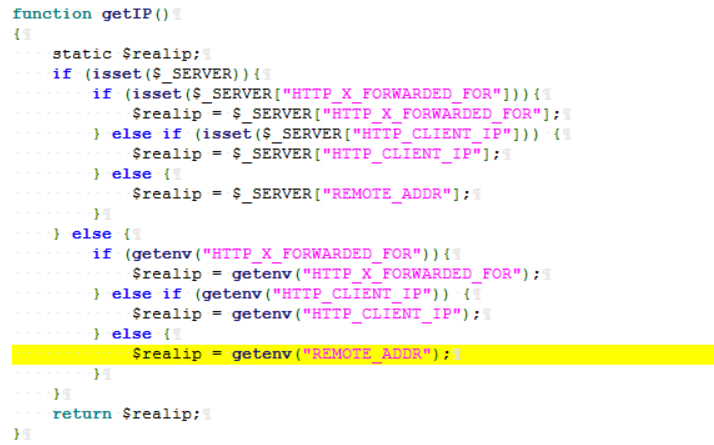 function getIP()
{
    static $realip;
    if (isset($_SERVER)){
        if (isset($_SERVER["HTTP_X_FORWARDED_FOR"])){
            $realip = $_SERVER["HTTP_X_FORWARDED_FOR"];
        } else if (isset($_SERVER["HTTP_CLIENT_IP"])) {
            $realip = $_SERVER["HTTP_CLIENT_IP"];
        } else {
            $realip = $_SERVER["REMOTE_ADDR"];
        }
    } else {
        if (getenv("HTTP_X_FORWARDED_FOR")){
            $realip = getenv("HTTP_X_FORWARDED_FOR");
        } else if (getenv("HTTP_CLIENT_IP")) {
            $realip = getenv("HTTP_CLIENT_IP");
        } else {
            $realip = getenv("REMOTE_ADDR");
        }
    }
    return $realip;
}